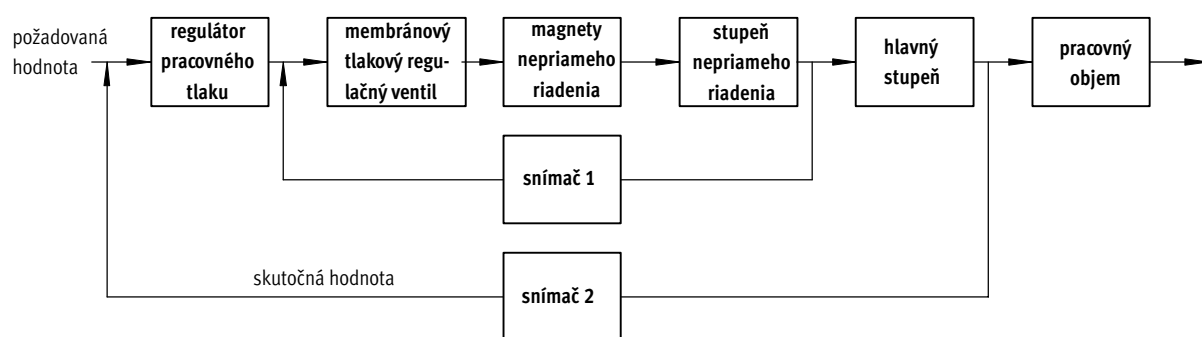 požadovaná
hodnota
regulátor
pracovného
tlaku
membránový
tlakový regu-
lačný ventil
magnety
nepriameho
riadenia
stupeň
nepriameho
riadenia
hlavný
stupeň
pracovný
objem
snímač 1
skutočná hodnota
snímač 2